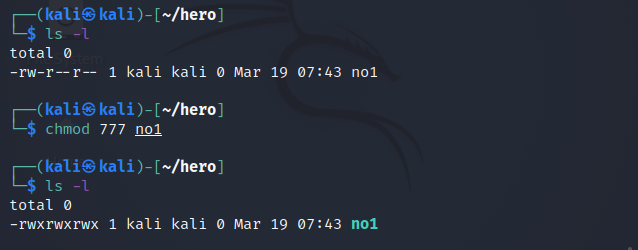 ┌──(kali㉿kali)-[~/hero]
└─$ ls -l
total 0
-rw-r--r-- 1 kali kali 0 Mar 19 07:43 no1
┌──(kali㉿kali)-[~/hero]
└─$ chmod 777 no1
┌──(kali㉿kali)-[~/hero]
└─$ ls -l
total 0
-rwxrwxrwx 1 kali kali 0 Mar 19 07:43 no1